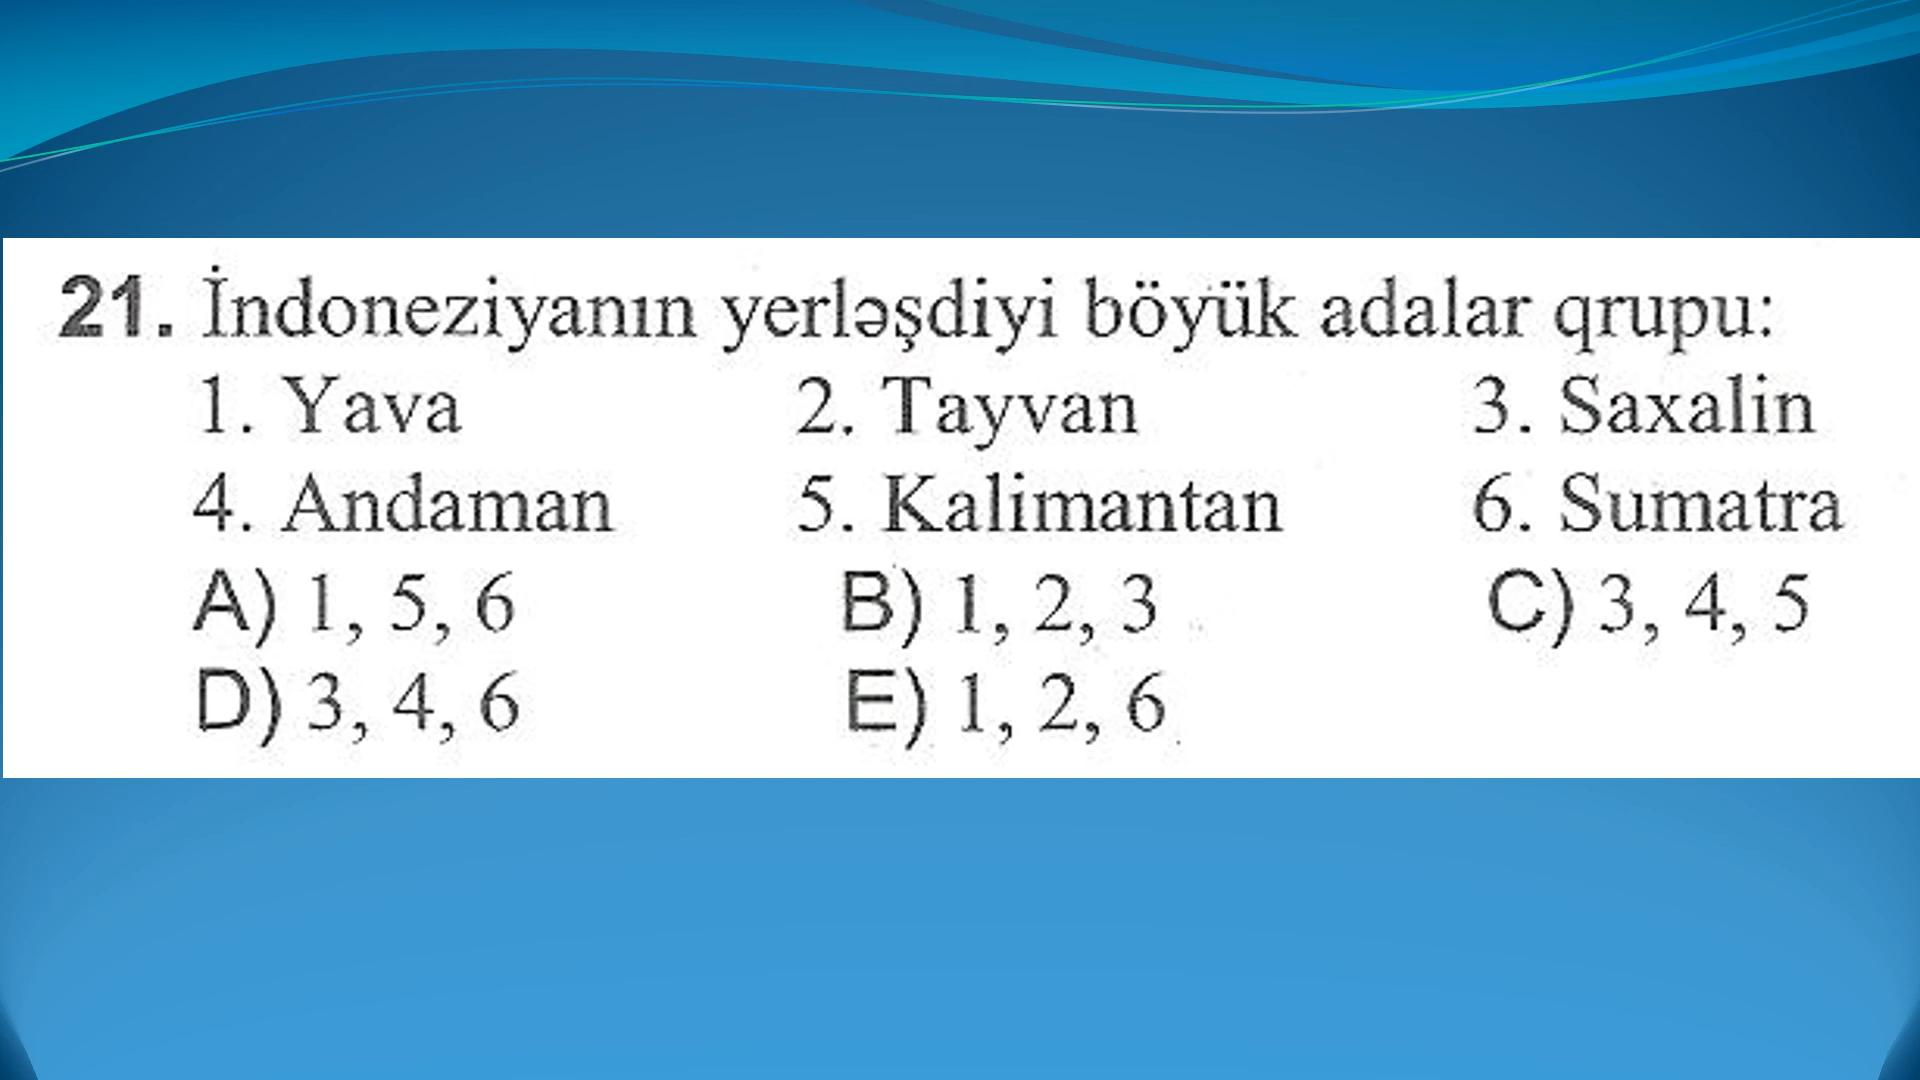 21. İndoneziyanın yerləşdiyi böyük adalar qrupu:
1. Yava 2. Tayvan 3. Saxalin
4. Andaman 5. Kalimantan 6. Sumatra
A) 1, 5, 6 B) 1, 2, 3 C) 3, 4, 5
D) 3, 4, 6 E) 1, 2, 6